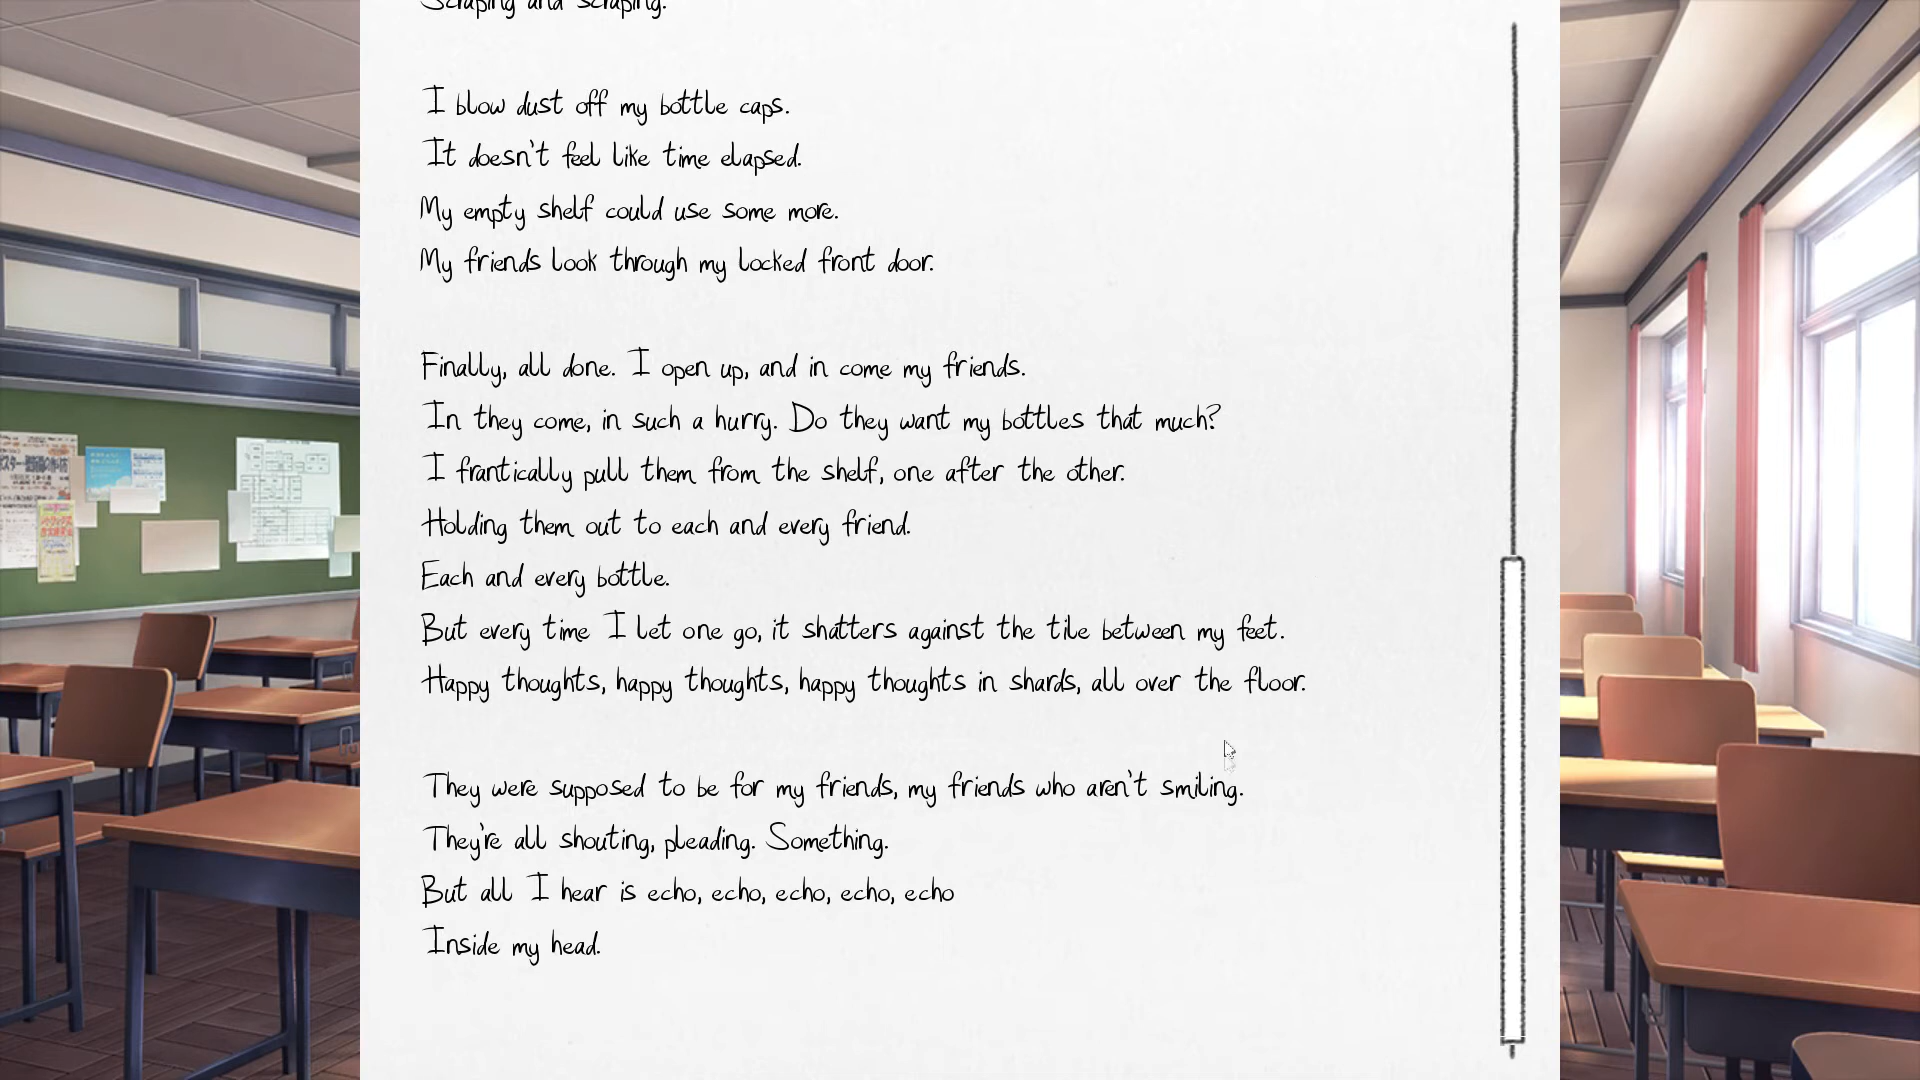 Scraping and scraping.
I blow dust off my bottle caps.
It doesn't feel like time elapsed.
My empty shelf could use some more.
My friends look through my locked front door.
Finally, all done. I open up, and in come my friends.
In they come, in such a hurry. Do they want my bottles that much?
I frantically pull them from the shelf, one after the other.
Holding them out to each and every friend.
Each and every bottle.
But every time I let one go, it shatters against the tile between my feet.
Happy thoughts, happy thoughts, happy thoughts in shards, all over the floor.
They were supposed to be for my friends, my friends who aren't smiling.
They're all shouting, pleading. Something.
But all I hear is echo, echo, echo, echo, echo
Inside my head.